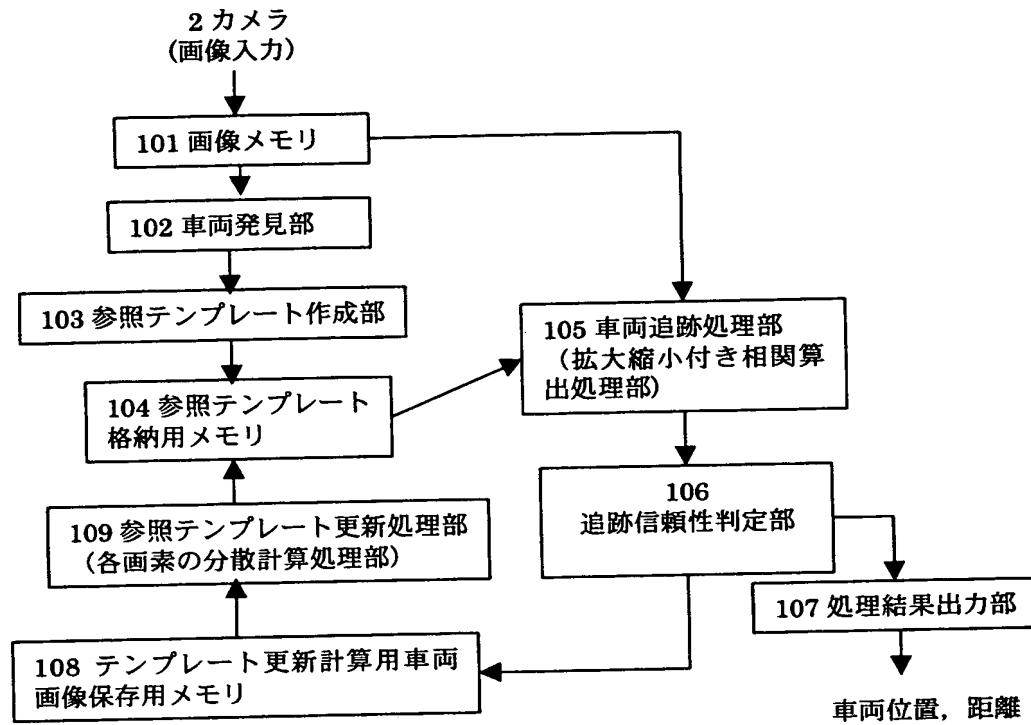 2 カメラ
(画像入力)
101 画像メモリ
102 車両発見部
103 参照テンプレート作成部
104 参照テンプレート
格納用メモリ
105 車両追跡処理部
(拡大縮小付き相関算
出処理部)
106
追跡信頼性判定部
109 参照テンプレート更新処理部
(各画素の分散計算処理部)
107 処理結果出力部
108 テンプレート更新計算用車両
画像保存用メモリ
車両位置, 距離